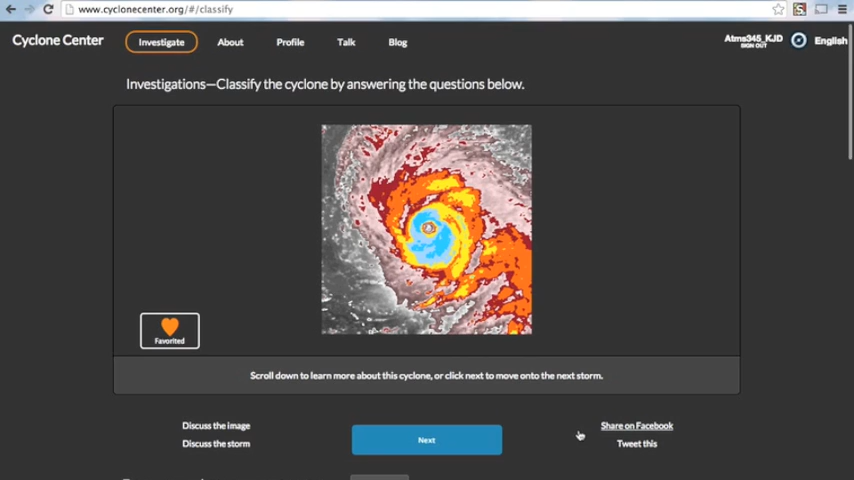 www.cyclonecenter.org/#/classify
Cyclone Center
Investigate
About
Profile
Talk
Blog
Atms345_KJD
SIGN OUT
English
Investigations—Classify the cyclone by answering the questions below.
Favorited
Scroll down to learn more about this cyclone, or click next to move onto the next storm.
Discuss the image
Discuss the storm
Next
Share on Facebook
Tweet this